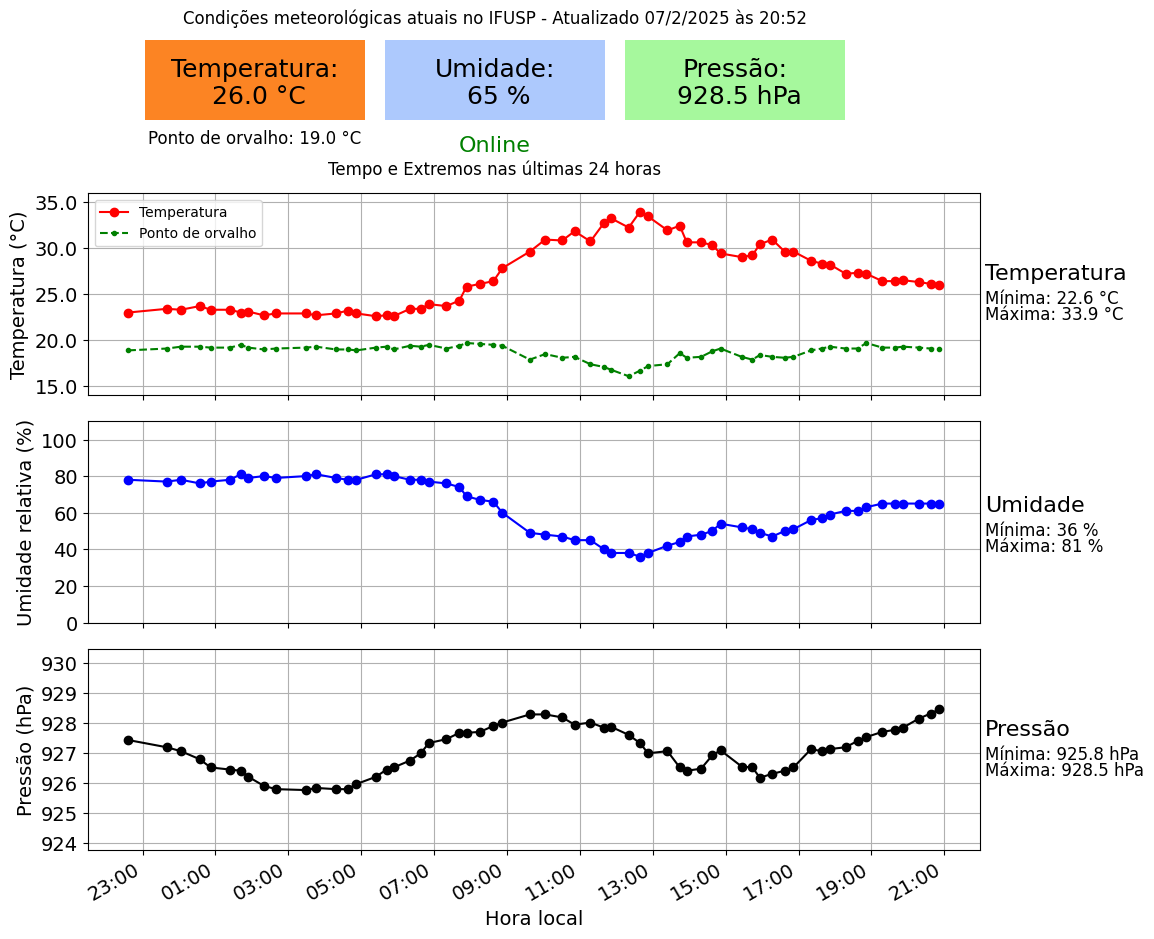 Condições meteorológicas atuais no IFUSP - Atualizado 07/2/2025 às 20:52
Temperatura:
26.0 °C
Umidade:
65 %
Pressão:
928.5 hPa
Ponto de orvalho: 19.0 °C
Online
Tempo e Extremos nas últimas 24 horas
Temperatura (°C)
35.0
30.0
25.0
20.0
15.0
Temperatura
Ponto de orvalho
Temperatura
Mínima: 22.6 °C
Máxima: 33.9 °C
Umidade relativa (%)
100
80
60
40
20
0
Umidade
Mínima: 36 %
Máxima: 81 %
Pressão (hPa)
930
929
928
927
926
925
924
Pressão
Mínima: 925.8 hPa
Máxima: 928.5 hPa
23:00 01:00 03:00 05:00 07:00 09:00 11:00 13:00 15:00 17:00 19:00 21:00
Hora local